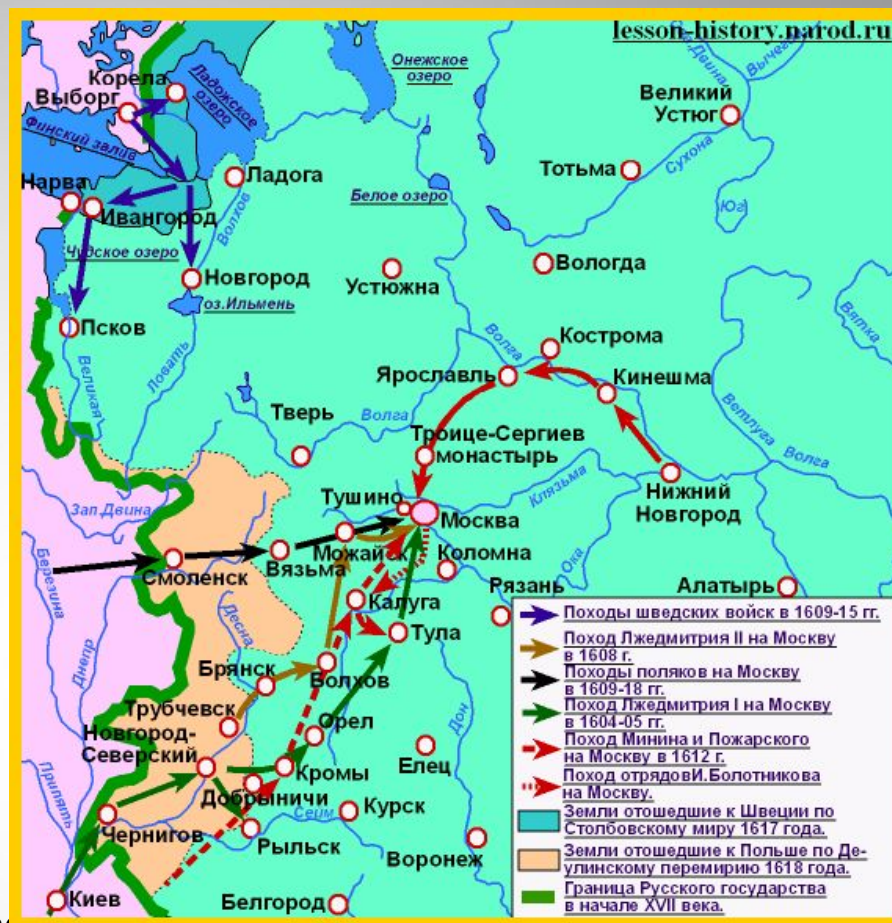 lesson-history.narod.ru
Корела
Ладожское
озеро
Онежское
озеро
Сев.Двина
Вычегда
Выборг
Великий
Устюг
Финский залив
Сухона
Тотьма
Нарва
Ладога
Белое озеро
Юг
Ивангород
Волхов
Чудское озеро
Новгород
оз.Ильмень
Устюжна
Вологда
Вятка
Псков
Великая
Ловать
Волга
Кострома
Ярославль
Кинешма
Ветлуга
Волга
Тверь
Волга
Троице-Сергиев
монастырь
Клязьма
Нижний
Новгород
Зап.Двина
Тушино
Москва
Можайск
Коломна
Ока
Березина
Смоленск
Вязьма
Рязань
Алатырь
Днепр
Десна
Калуга
Тула
Брянск
Болхов
Трубчевск
Новгород-
Северский
Орел
Дон
Припять
Кромы
Елец
Добрыничи
Курск
Чернигов
Сейм
Рыльск
Воронеж
Киев
Белгород
Походы шведских войск в 1609-15 гг.
Поход Лжедмитрия II на Москву
в 1608 г.
Походы поляков на Москву
в 1609-18 гг.
Поход Лжедмитрия I на Москву
в 1604-05 гг.
Поход Минина и Пожарского
на Москву в 1612 г.
Поход отрядовИ.Болотникова
на Москву.
Земли отошедшие к Швеции по
Столбовскому миру 1617 года.
Земли отошедшие к Польше по Де-
улинскому перемирию 1618 года.
Граница Русского государства
в начале XVII века.